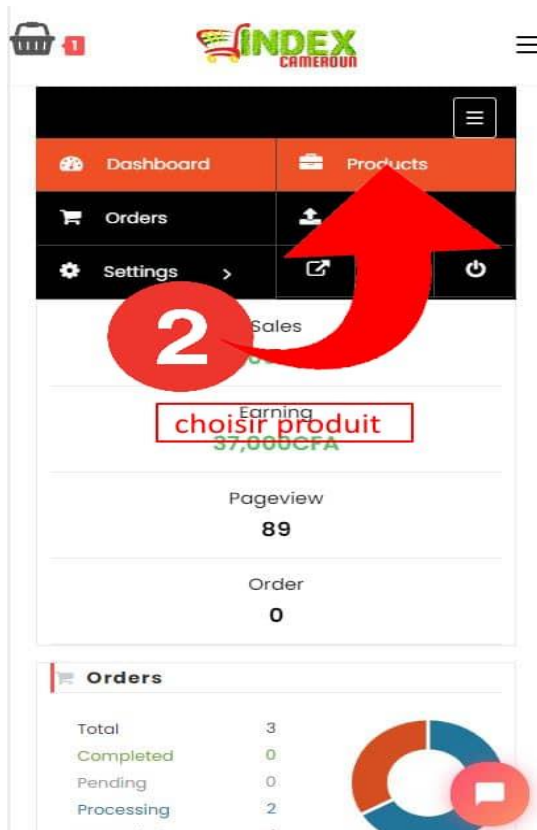 1
INDEX
CAMEROUN
Dashboard
Products
Orders
Settings
2
Sales
Earning
choisir produit
37,000CFA
Pageview
89
Order
0
Orders
Total 3
Completed 0
Pending 0
Processing 2